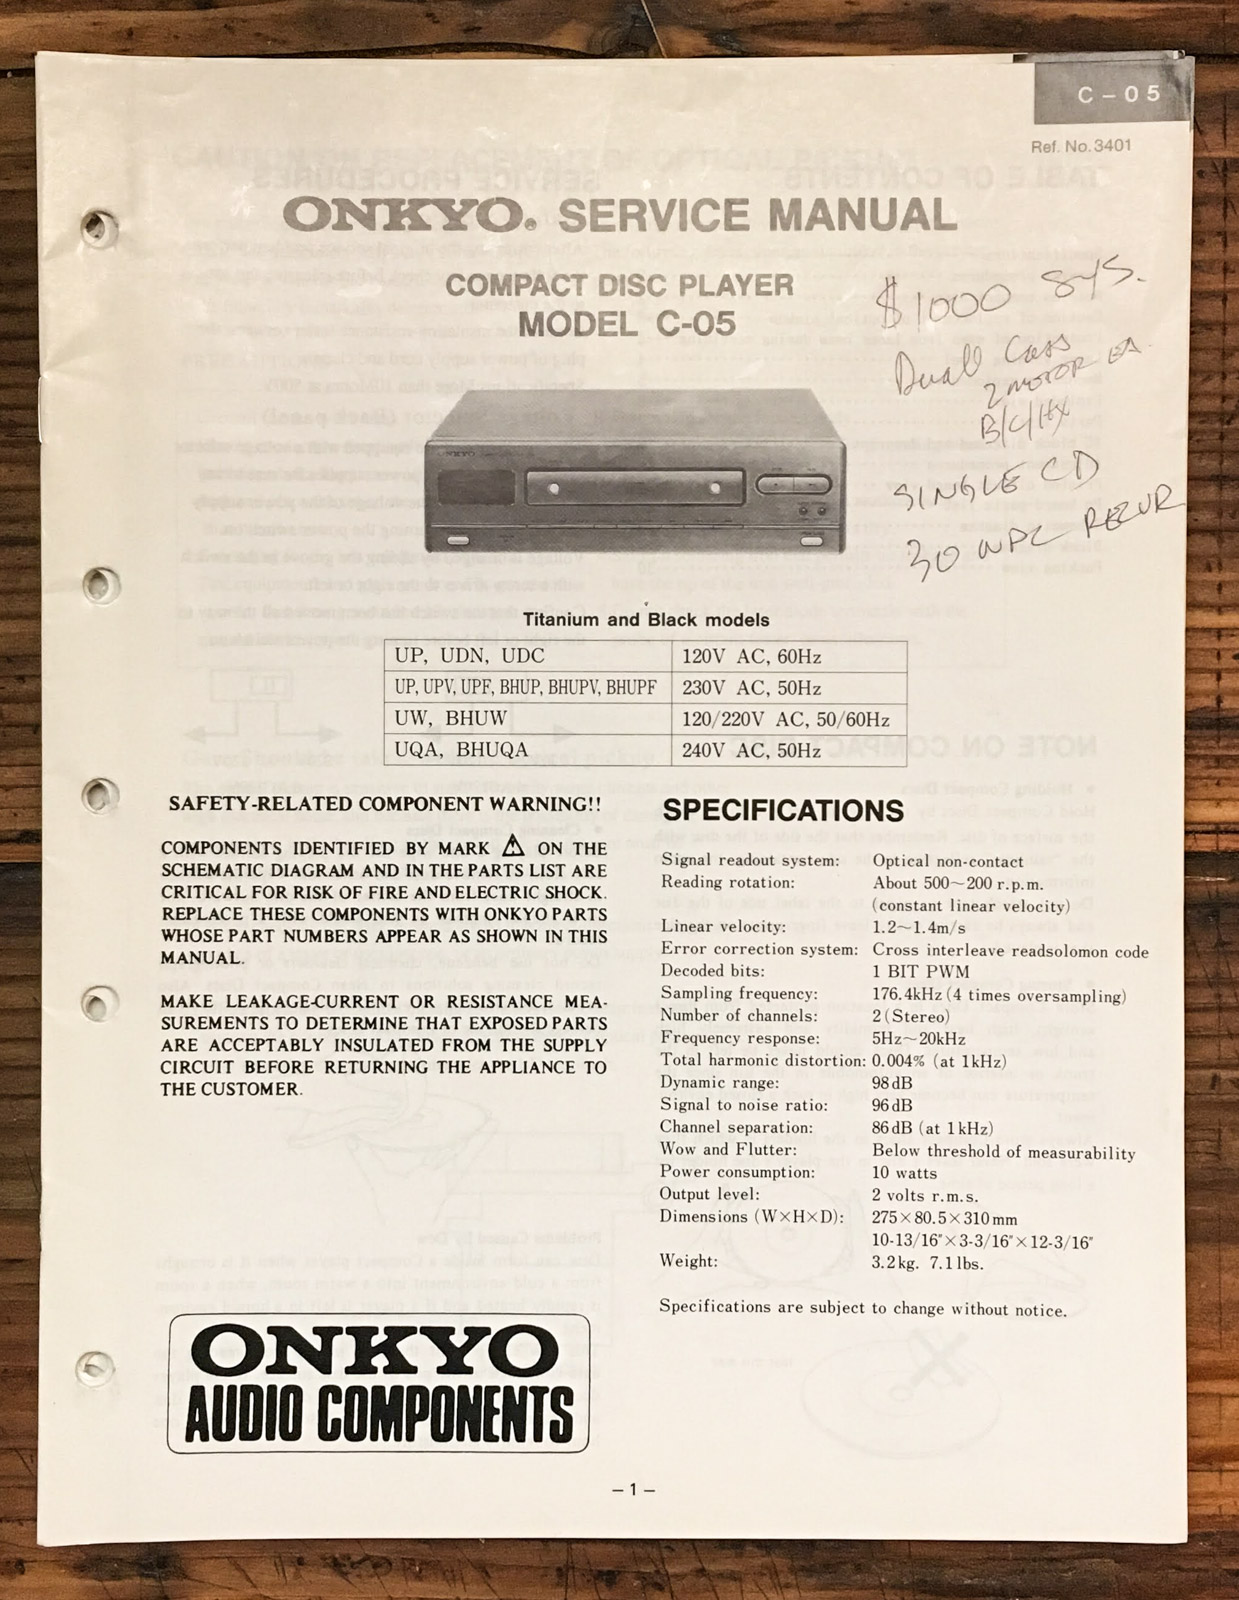 C-05
Ref. No.3401
ONKYO® SERVICE MANUAL
COMPACT DISC PLAYER
MODEL C-05
$1000 SYS.
Dual Cass
2 MOTOR EA.
B/C/Hx
SINGLE CD
30 WPC
ONKYO
Titanium and Black models
UP, UDN, UDC 120V AC, 60Hz
UP, UPV, UPF, BHUP, BHUPV, BHUPF 230V AC, 50Hz
UW, BHUW 120/220V AC, 50/60Hz
UQA, BHUQA 240V AC, 50Hz
SAFETY-RELATED COMPONENT WARNING!!
COMPONENTS IDENTIFIED BY MARK ⚠ ON THE
SCHEMATIC DIAGRAM AND IN THE PARTS LIST ARE
CRITICAL FOR RISK OF FIRE AND ELECTRIC SHOCK.
REPLACE THESE COMPONENTS WITH ONKYO PARTS
WHOSE PART NUMBERS APPEAR AS SHOWN IN THIS
MANUAL.
MAKE LEAKAGE-CURRENT OR RESISTANCE MEA-
SUREMENTS TO DETERMINE THAT EXPOSED PARTS
ARE ACCEPTABLY INSULATED FROM THE SUPPLY
CIRCUIT BEFORE RETURNING THE APPLIANCE TO
THE CUSTOMER.
SPECIFICATIONS
Signal readout system: Optical non-contact
Reading rotation: About 500~200 r.p.m.
(constant linear velocity)
Linear velocity: 1.2~1.4m/s
Error correction system: Cross interleave readsolomon code
Decoded bits: 1 BIT PWM
Sampling frequency: 176.4kHz (4 times oversampling)
Number of channels: 2 (Stereo)
Frequency response: 5Hz~20kHz
Total harmonic distortion: 0.004% (at 1kHz)
Dynamic range: 98dB
Signal to noise ratio: 96dB
Channel separation: 86dB (at 1kHz)
Wow and Flutter: Below threshold of measurability
Power consumption: 10 watts
Output level: 2 volts r.m.s.
Dimensions (W×H×D): 275×80.5×310mm
10-13/16"×3-3/16"×12-3/16"
Weight: 3.2kg. 7.1lbs.
Specifications are subject to change without notice.
ONKYO
AUDIO COMPONENTS
– 1 –